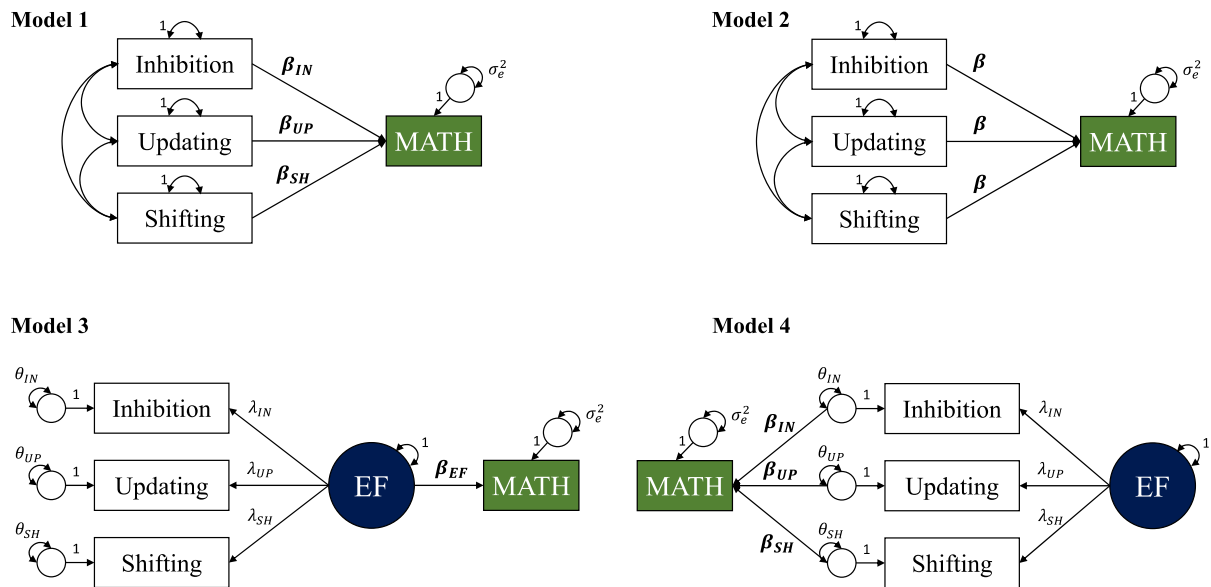 Model 1
1
Inhibition
1
Updating
1
Shifting
β_IN
β_UP
β_SH
1
σ_e^2
MATH
Model 2
1
Inhibition
1
Updating
1
Shifting
β
β
β
1
σ_e^2
MATH
Model 3
θ_IN
1
Inhibition
θ_UP
1
Updating
θ_SH
1
Shifting
λ_IN
λ_UP
λ_SH
1
EF
β_EF
1
σ_e^2
MATH
Model 4
1
σ_e^2
MATH
β_IN
β_UP
β_SH
θ_IN
1
Inhibition
θ_UP
1
Updating
θ_SH
1
Shifting
λ_IN
λ_UP
λ_SH
1
EF